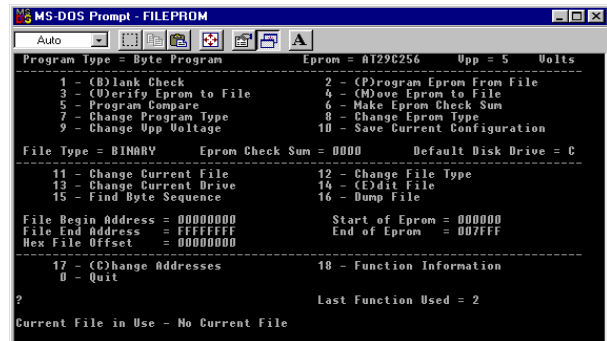 MS-DOS Prompt - FILEPROM
Auto
A
Program Type = Byte Program Eprom = AT29C256 Vpp = 5 Volts
1 - (B)lank Check 2 - (P)rogram Eprom From File
3 - (V)erify Eprom to File 4 - (M)ove Eprom to File
5 - Program Compare 6 - Make Eprom Check Sum
7 - Change Program Type 8 - Change Eprom Type
9 - Change Vpp Voltage 10 - Save Current Configuration
File Type = BINARY Eprom Check Sum = 0000 Default Disk Drive = C
11 - Change Current File 12 - Change File Type
13 - Change Current Drive 14 - (E)dit File
15 - Find Byte Sequence 16 - Dump File
File Begin Address = 00000000 Start of Eprom = 000000
File End Address = FFFFFFFF End of Eprom = 007FFF
Hex File Offset = 00000000
17 - (C)hange Addresses 18 - Function Information
0 - Quit
? Last Function Used = 2
Current File in Use - No Current File